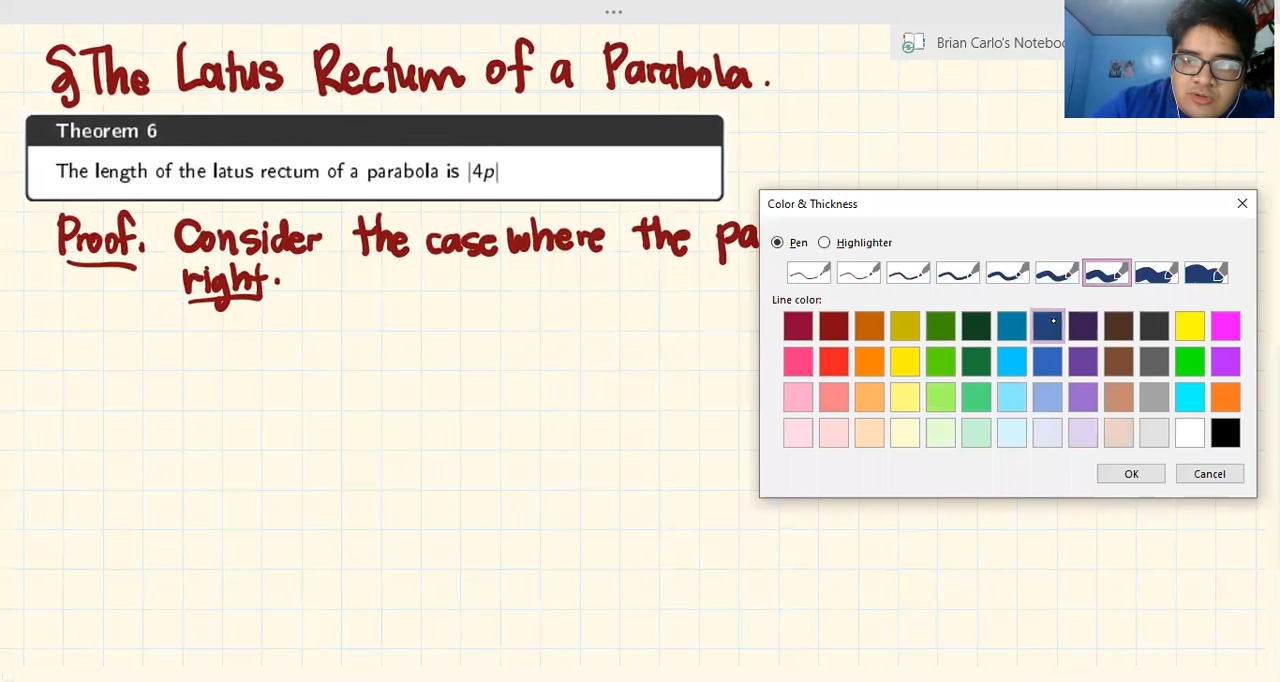 Brian Carlo's Noteboo
§ The Latus Rectum of a Parabola.
Theorem 6
The length of the latus rectum of a parabola is |4p|
Proof. Consider the case where the pa
right.
Color & Thickness
Pen Highlighter
Line color:
OK Cancel